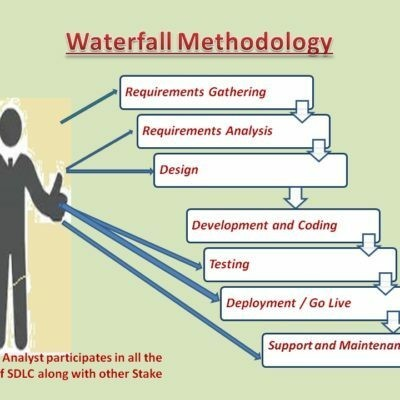 Waterfall Methodology
Requirements Gathering
Requirements Analysis
Design
Development and Coding
Testing
Deployment / Go Live
Support and Maintenan
Analyst participates in all the
f SDLC along with other Stake